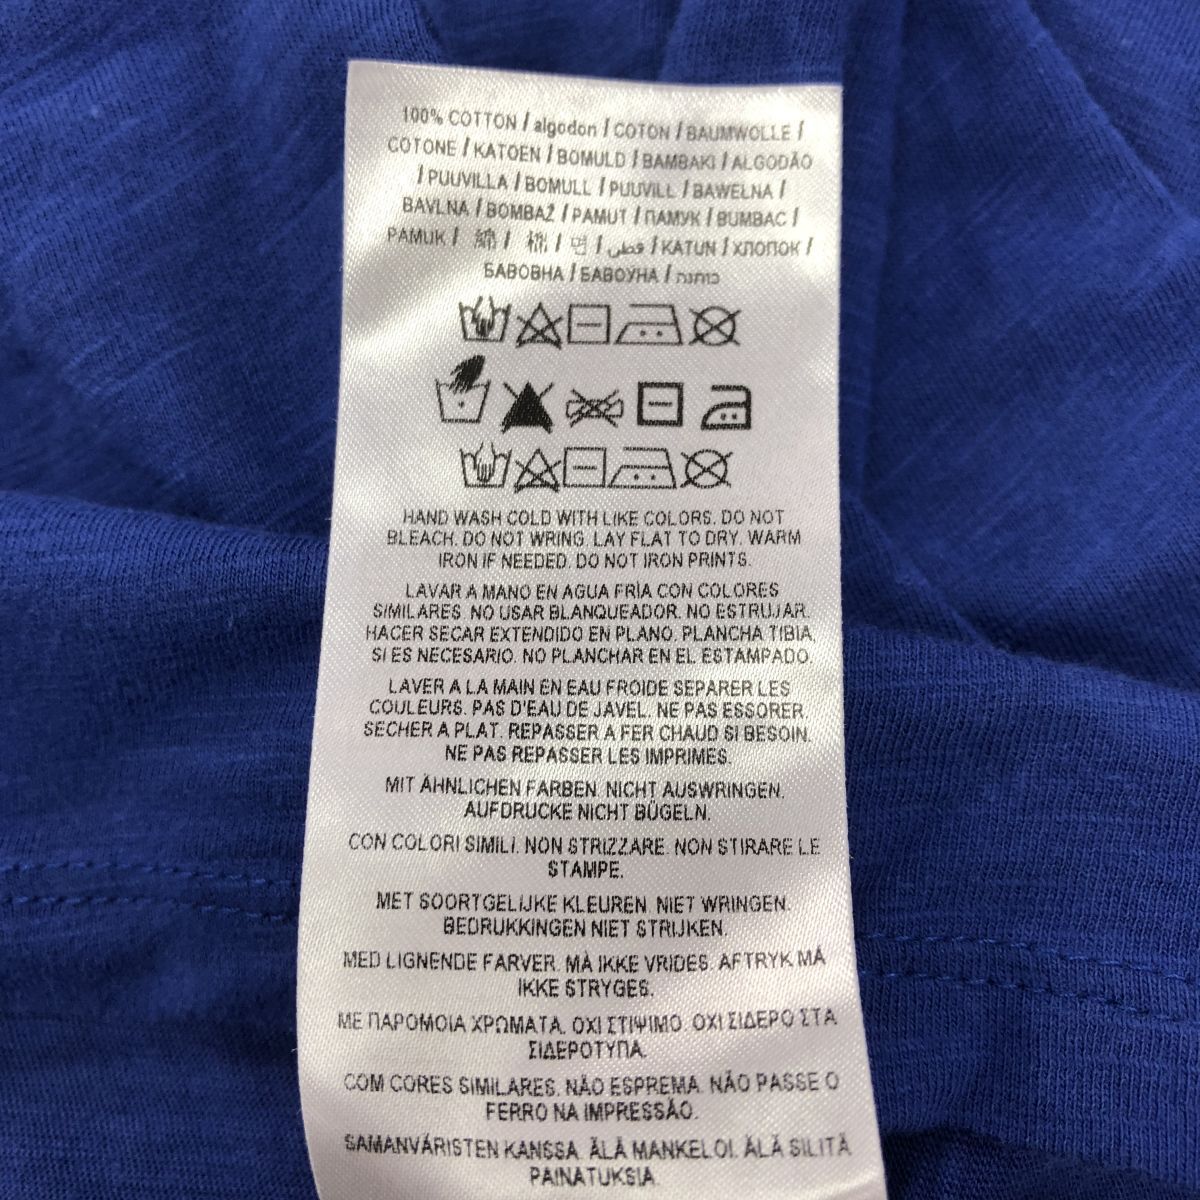 100% COTTON / algodon / COTON / BAUMWOLLE /
COTONE / KATOEN / BOMULD / BAMBAKI / ALGODÃO
/ PUUVILLA / BOMULL / PUUVILL / BAWEŁNA /
BAVLNA / BOMBAŽ / PAMUT / ПАМУК / BUMBAC /
PAMUK / 綿 / 棉 / 면 / قطن / KATUN / ХЛОПОК /
БАВОВНА / БАВОЎНА / כותנה
HAND WASH COLD WITH LIKE COLORS. DO NOT
BLEACH. DO NOT WRING. LAY FLAT TO DRY. WARM
IRON IF NEEDED. DO NOT IRON PRINTS.
LAVAR A MANO EN AGUA FRÍA CON COLORES
SIMILARES. NO USAR BLANQUEADOR. NO ESTRUJAR.
HACER SECAR EXTENDIDO EN PLANO. PLANCHA TIBIA,
SI ES NECESARIO. NO PLANCHAR EN EL ESTAMPADO.
LAVER A LA MAIN EN EAU FROIDE SEPARER LES
COULEURS. PAS D'EAU DE JAVEL. NE PAS ESSORER.
SECHER A PLAT. REPASSER A FER CHAUD SI BESOIN.
NE PAS REPASSER LES IMPRIMES.
MIT ÄHNLICHEN FARBEN. NICHT AUSWRINGEN.
AUFDRUCKE NICHT BÜGELN.
CON COLORI SIMILI. NON STRIZZARE. NON STIRARE LE
STAMPE.
MET SOORTGELIJKE KLEUREN. NIET WRINGEN.
BEDRUKKINGEN NIET STRIJKEN.
MED LIGNENDE FARVER. MÅ IKKE VRIDES. AFTRYK MÅ
IKKE STRYGES.
ΜΕ ΠΑΡΟΜΟΙΑ ΧΡΩΜΑΤΑ. ΟΧΙ ΣΤΙΨΙΜΟ. ΟΧΙ ΣΙΔΕΡΟ ΣΤΑ
ΣΙΔΕΡΟΤΥΠΑ.
COM CORES SIMILARES. NÃO ESPREMA. NÃO PASSE O
FERRO NA IMPRESSÃO.
SAMANVÄRISTEN KANSSA. ÄLÄ MANKELOI. ÄLÄ SILITÄ
PAINATUKSIA.